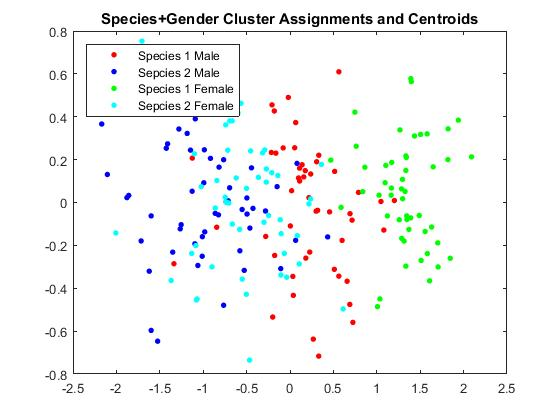 Species+Gender Cluster Assignments and Centroids
0.8
0.6
0.4
0.2
0
-0.2
-0.4
-0.6
-0.8
Species 1 Male
Sepcies 2 Male
Species 1 Female
Sepcies 2 Female
-2.5 -2 -1.5 -1 -0.5 0 0.5 1 1.5 2 2.5